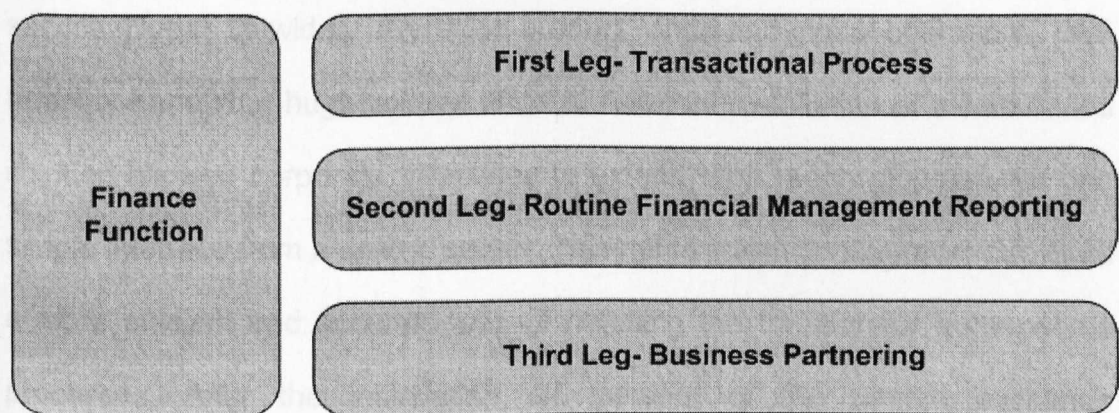 First Leg- Transactional Process
Finance
Function
Second Leg- Routine Financial Management Reporting
Third Leg- Business Partnering